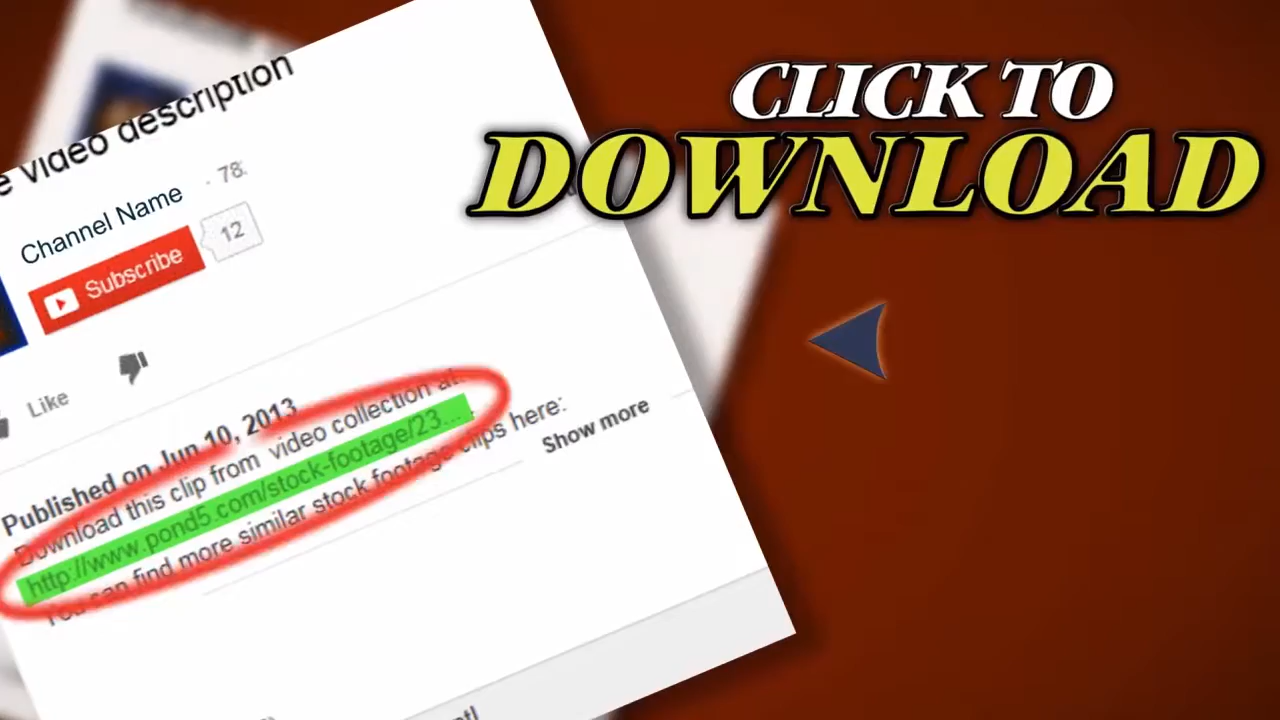 CLICK TO
DOWNLOAD
video description
Channel Name
78
Subscribe
12
Like
Published on Jun 10, 2013
Download this clip from video collection at
http://www.pond5.com/stock-footage/23...
You can find more similar stock footage clips here:
Show more